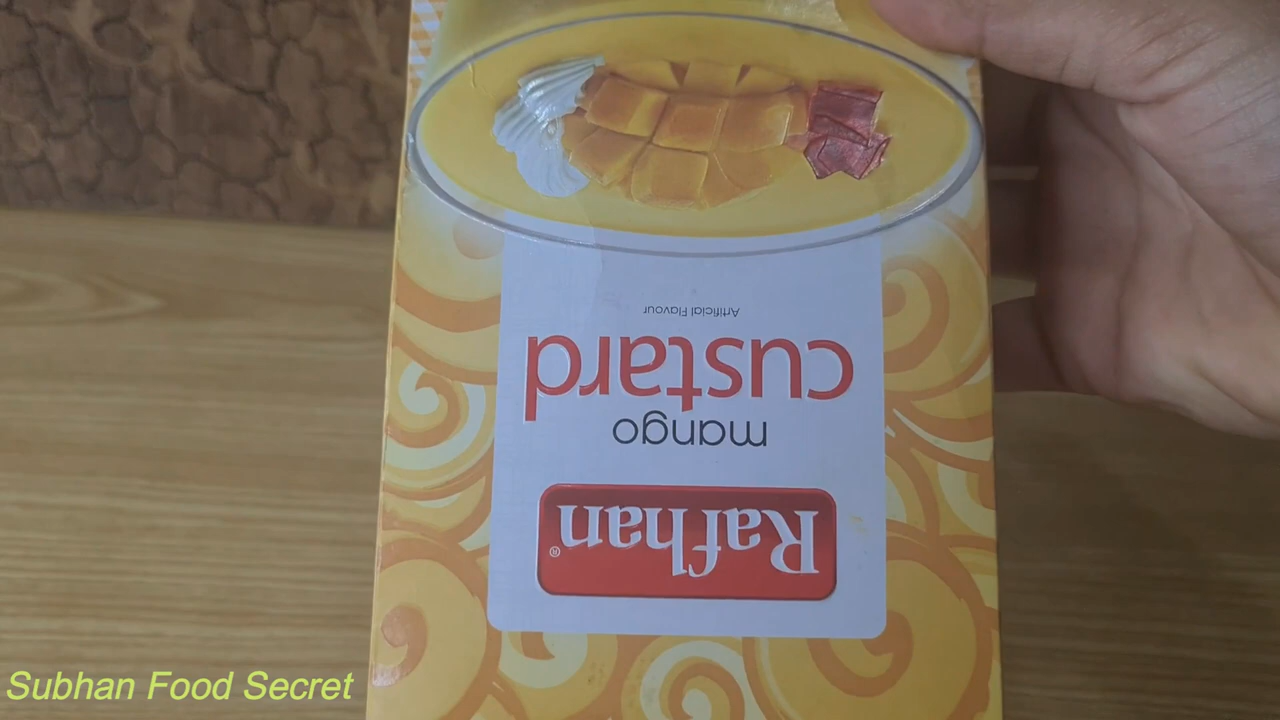 Rafhan®
mango
custard
Artificial Flavour
Subhan Food Secret